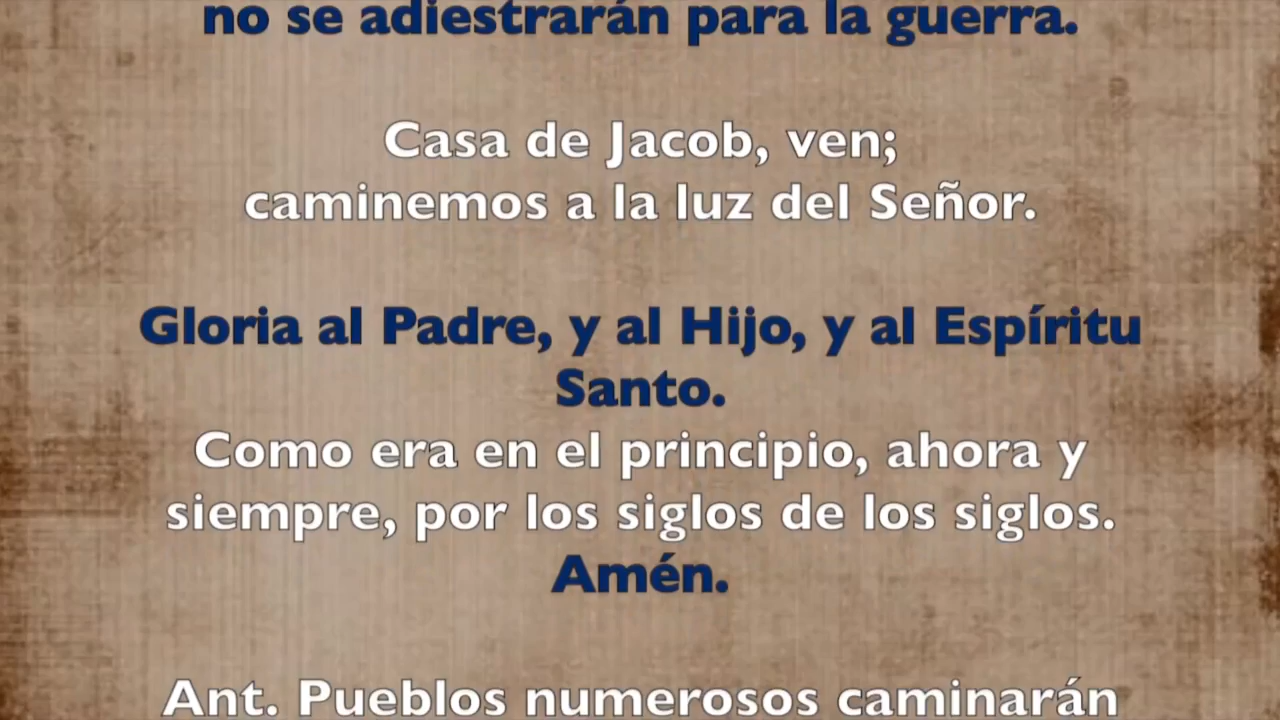 no se adiestrarán para la guerra.
Casa de Jacob, ven;
caminemos a la luz del Señor.
Gloria al Padre, y al Hijo, y al Espíritu
Santo.
Como era en el principio, ahora y
siempre, por los siglos de los siglos.
Amén.
Ant. Pueblos numerosos caminarán